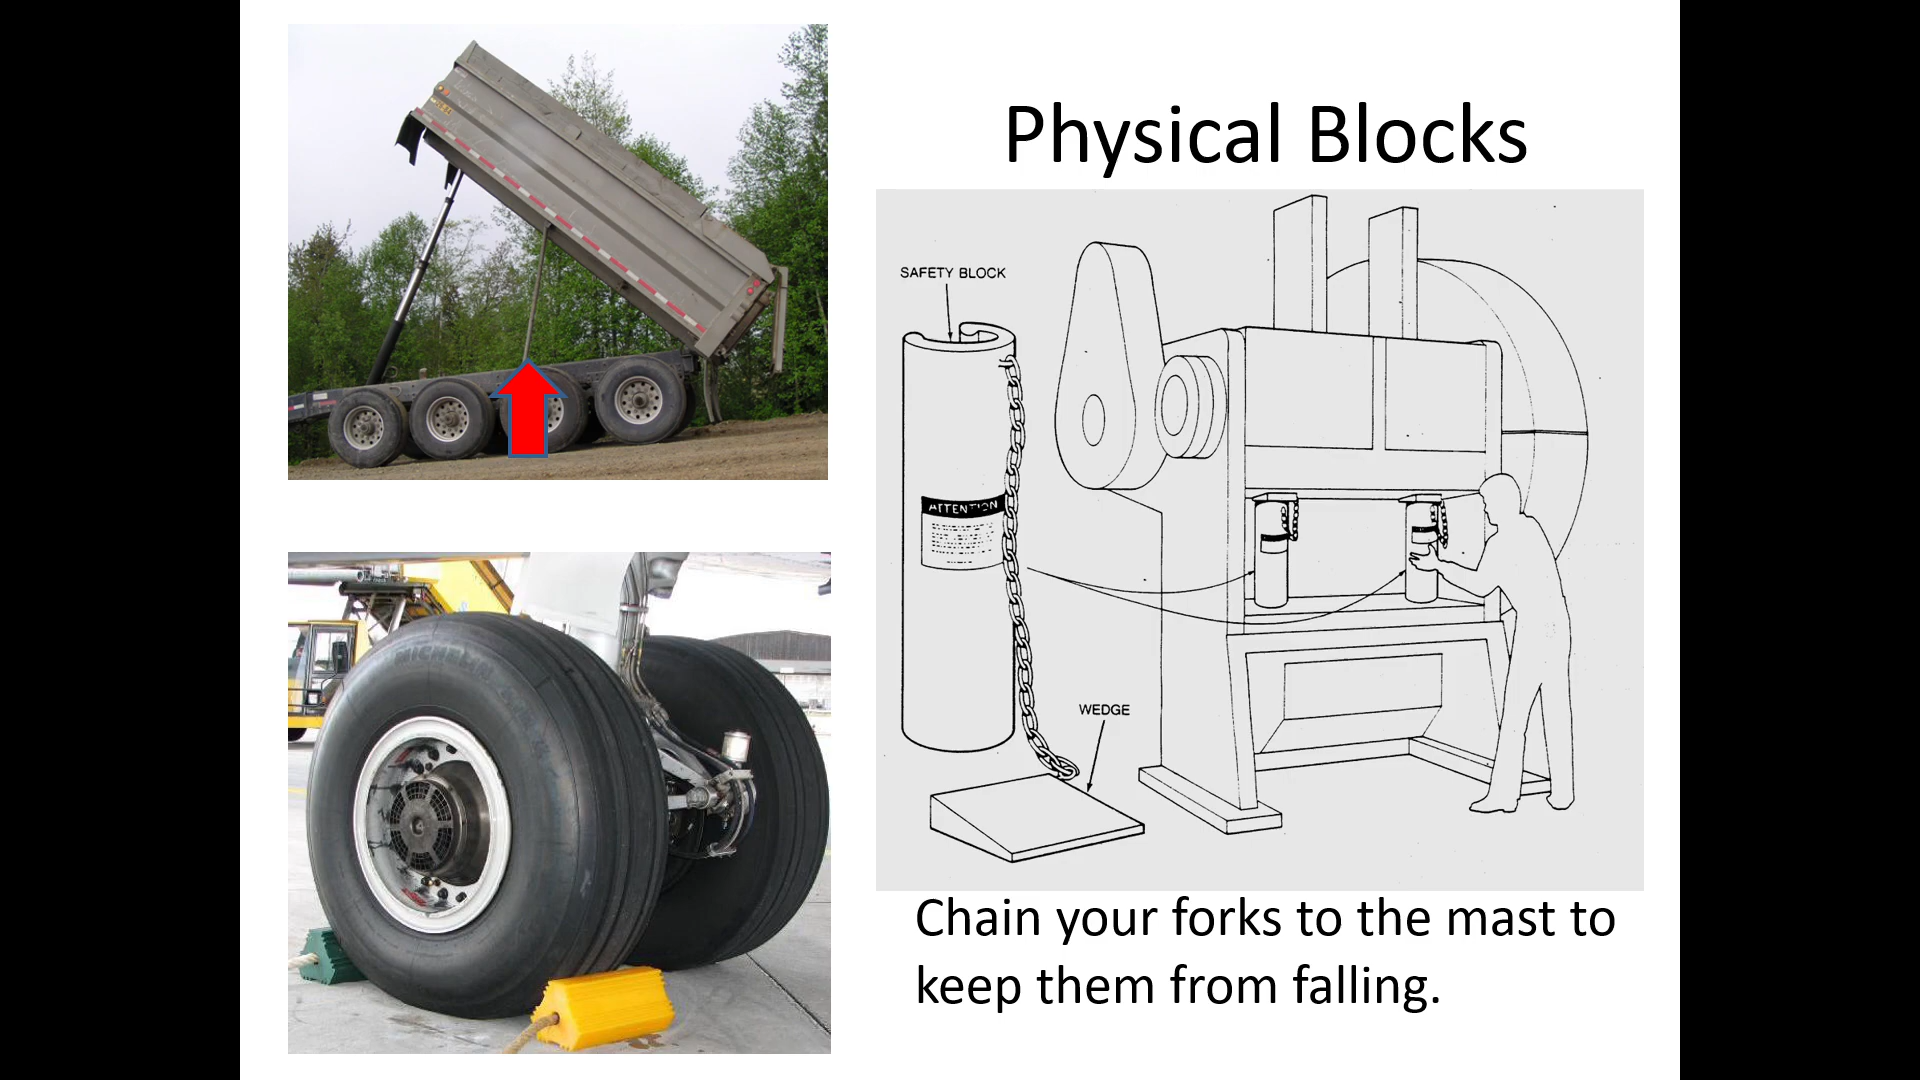 Physical Blocks
SAFETY BLOCK
ATTENTION
WEDGE
Chain your forks to the mast to
keep them from falling.